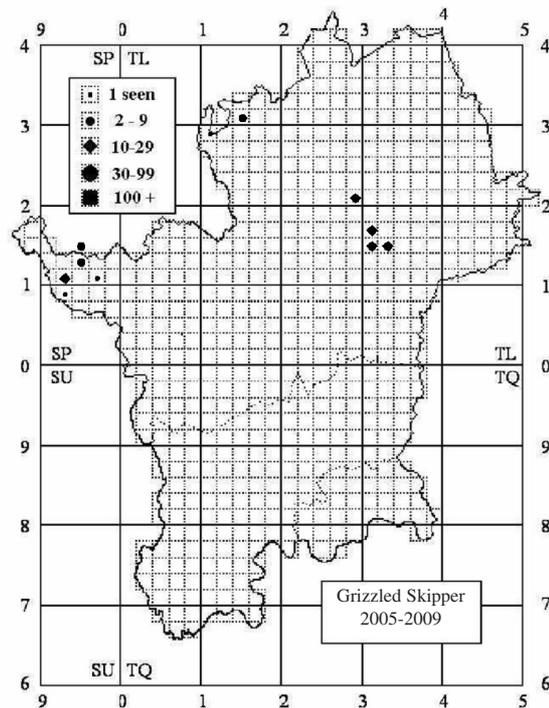 9 0 1 2 3 4 5
4 SP TL 4
1 seen
3 2 - 9 3
10-29
30-99
2 100 + 2
1 1
SP TL
0 0
SU TQ
9 9
8 8
7 Grizzled Skipper 7
2005-2009
6 SU TQ 6
9 0 1 2 3 4 5